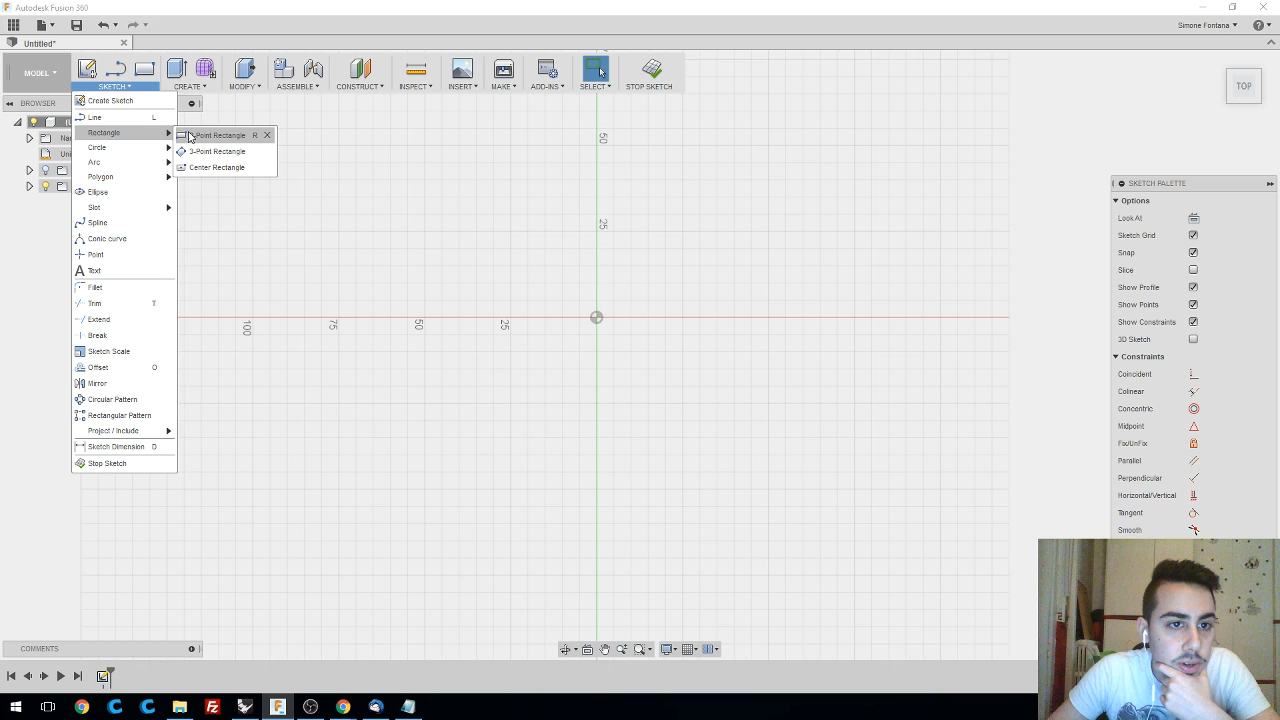 Autodesk Fusion 360
Simone Fontana
Untitled*
MODEL
SKETCH
CREATE
MODIFY
ASSEMBLE
CONSTRUCT
INSPECT
INSERT
MAKE
ADD-INS
SELECT
STOP SKETCH
BROWSER
TOP
Create Sketch
Line L
Rectangle
Circle
Arc
Polygon
Ellipse
Slot
Spline
Conic curve
Point
Text
Fillet
Trim T
Extend
Break
Sketch Scale
Offset O
Mirror
Circular Pattern
Rectangular Pattern
Project / Include
Sketch Dimension D
Stop Sketch
-Point Rectangle R
3-Point Rectangle
Center Rectangle
50
25
100
75
50
25
SKETCH PALETTE
Options
Look At
Sketch Grid
Snap
Slice
Show Profile
Show Points
Show Constraints
3D Sketch
Constraints
Coincident
Colinear
Concentric
Midpoint
Fix/UnFix
Parallel
Perpendicular
Horizontal/Vertical
Tangent
Smooth
COMMENTS